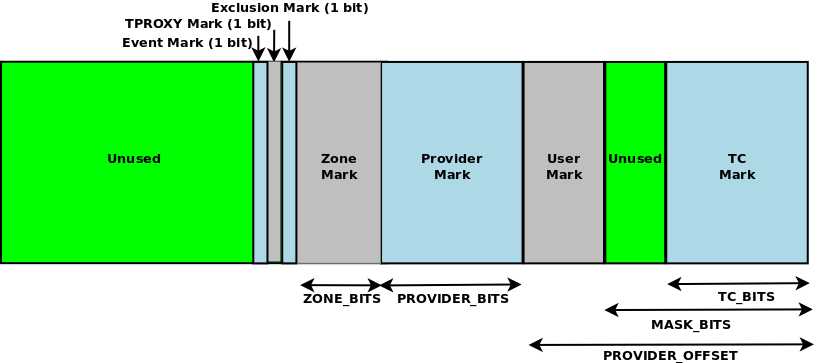 Exclusion Mark (1 bit)
TPROXY Mark (1 bit)
Event Mark (1 bit)
Unused
Zone
Mark
Provider
Mark
User
Mark
Unused
TC
Mark
ZONE_BITS
PROVIDER_BITS
TC_BITS
MASK_BITS
PROVIDER_OFFSET